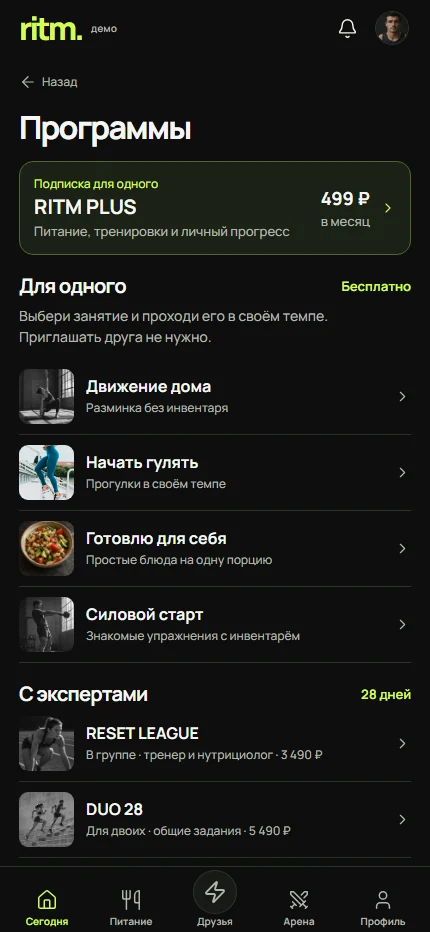 ritm. демо
Назад
Программы
Подписка для одного
RITM PLUS
Питание, тренировки и личный прогресс
499 ₽
в месяц
Для одного
Бесплатно
Выбери занятие и проходи его в своём темпе.
Приглашать друга не нужно.
Движение дома
Разминка без инвентаря
Начать гулять
Прогулки в своём темпе
Готовлю для себя
Простые блюда на одну порцию
Силовой старт
Знакомые упражнения с инвентарём
С экспертами
28 дней
RESET LEAGUE
В группе · тренер и нутрициолог · 3 490 ₽
DUO 28
Для двоих · общие задания · 5 490 ₽
Сегодня
Питание
Друзья
Арена
Профиль